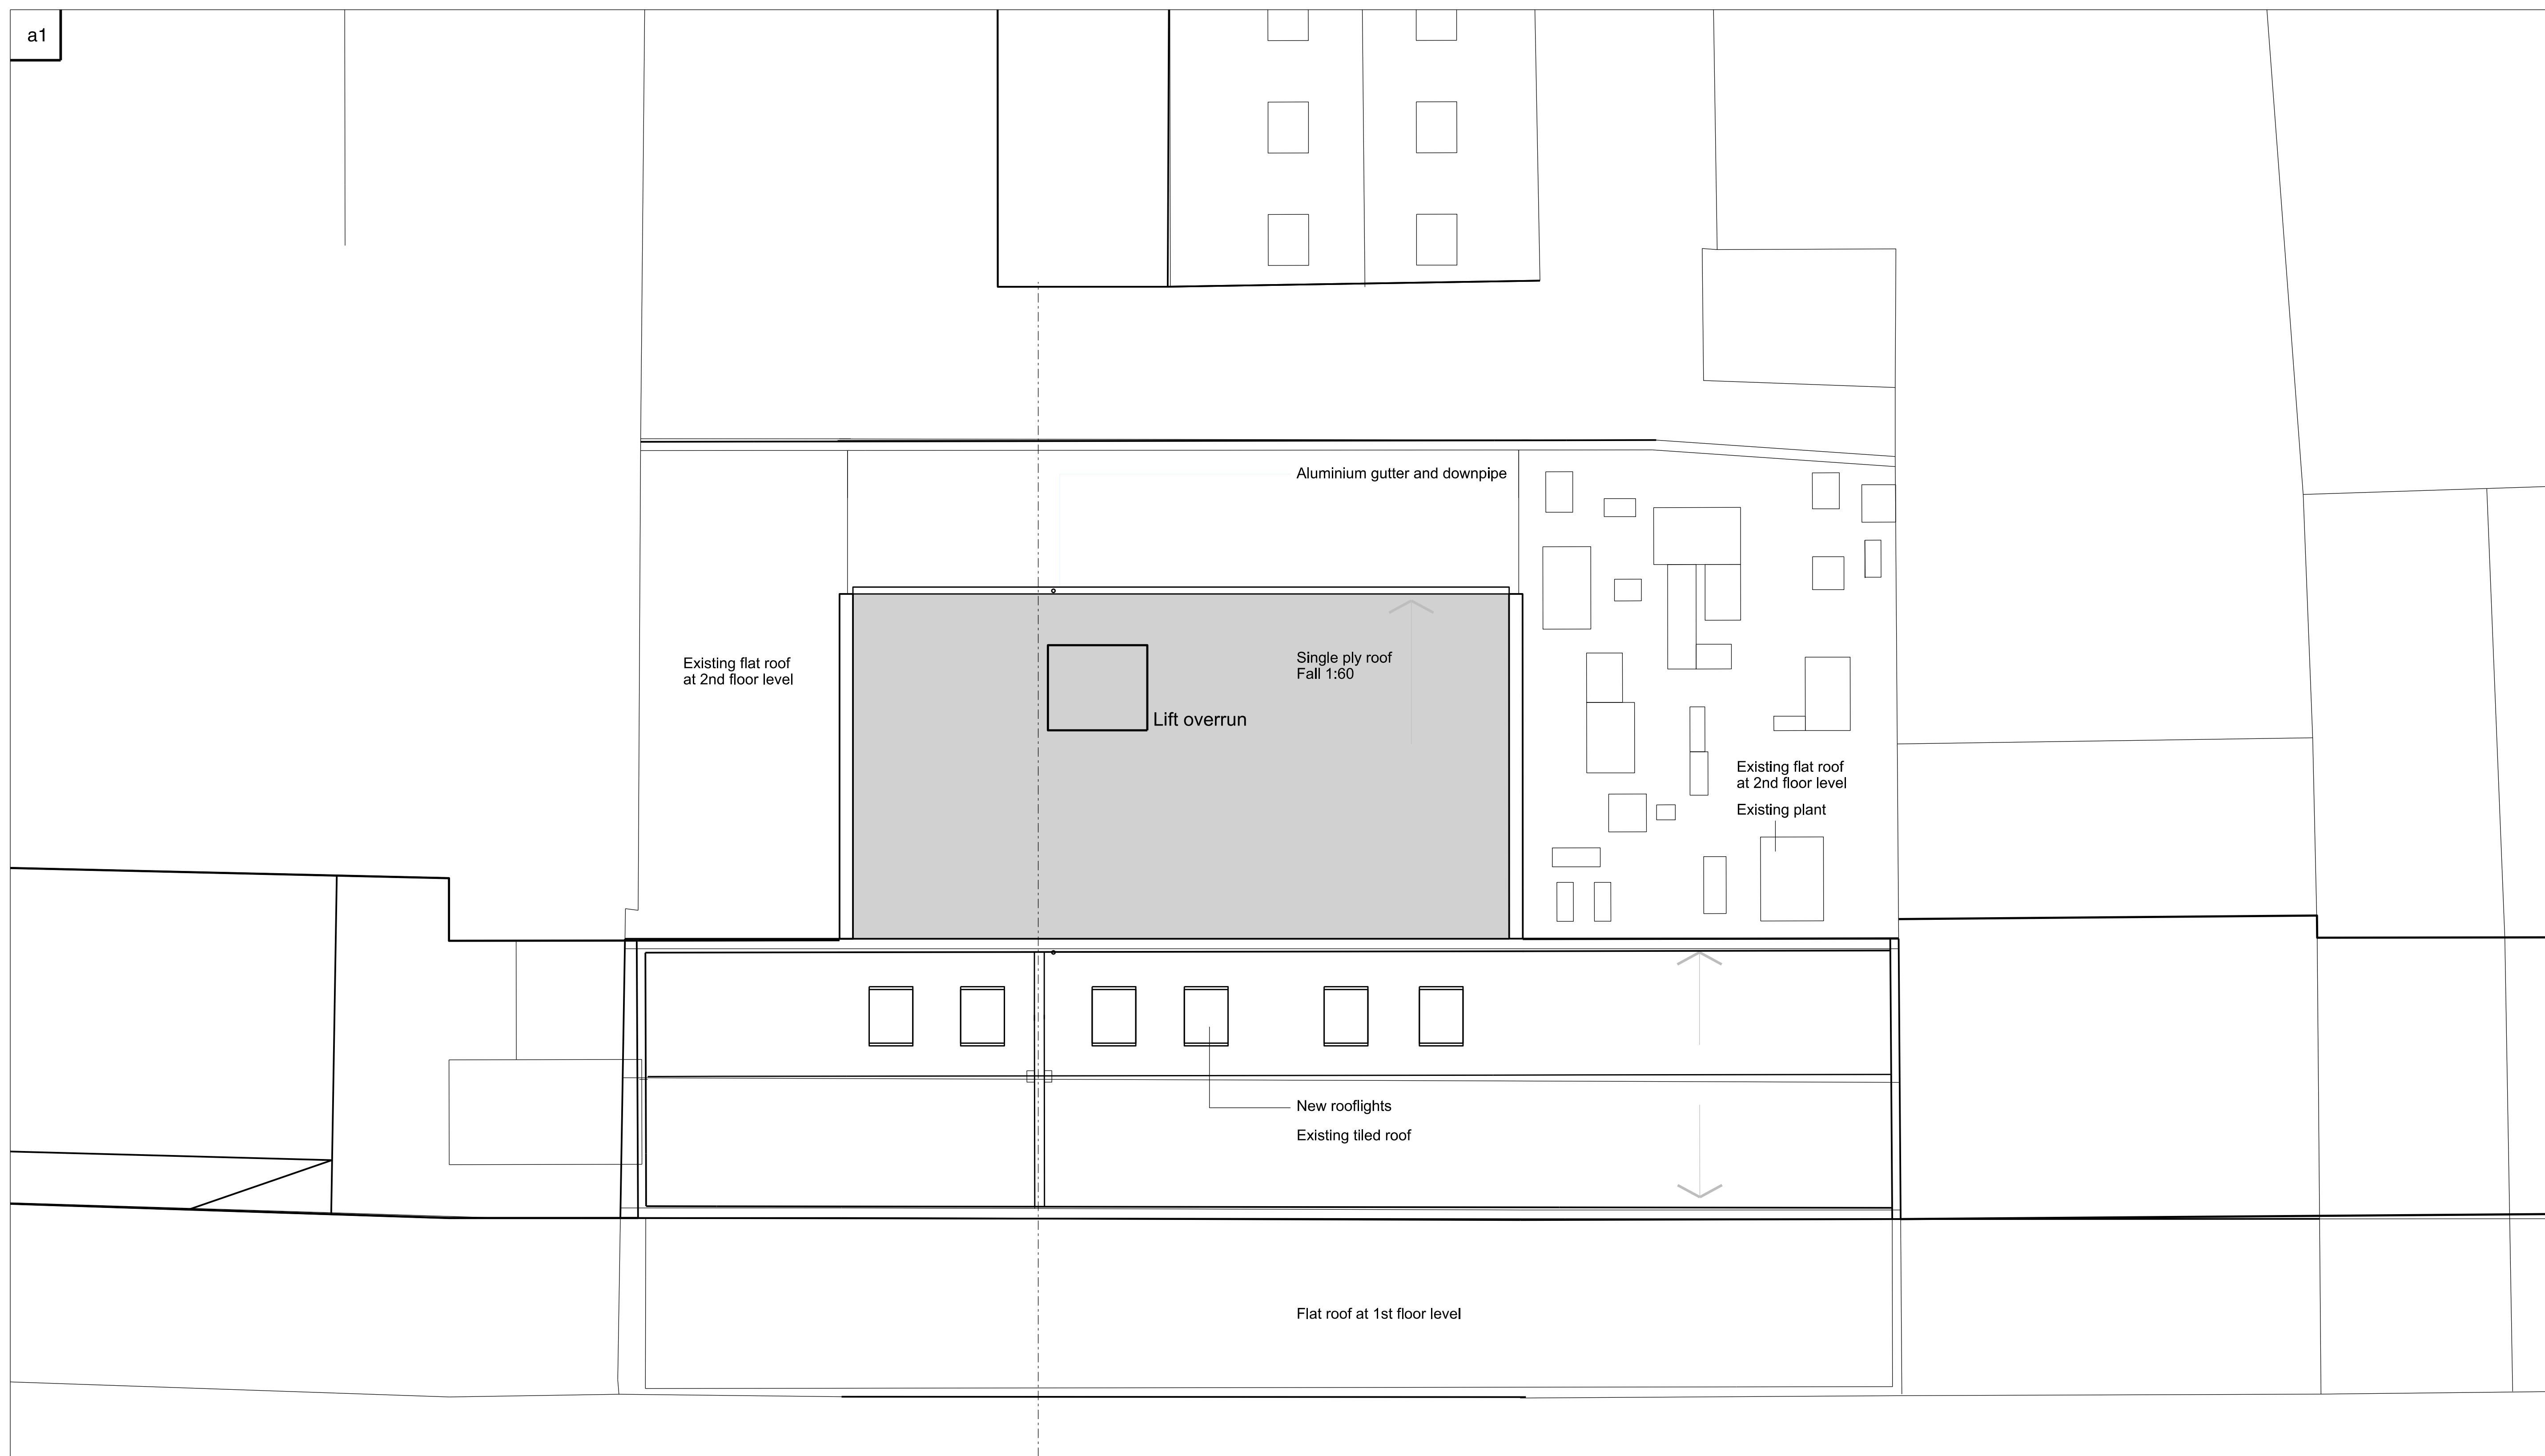 a1
Aluminium gutter and downpipe
Existing flat roof
at 2nd floor level
Single ply roof
Fall 1:60
Lift overrun
Existing flat roof
at 2nd floor level
Existing plant
New rooflights
Existing tiled roof
Flat roof at 1st floor level